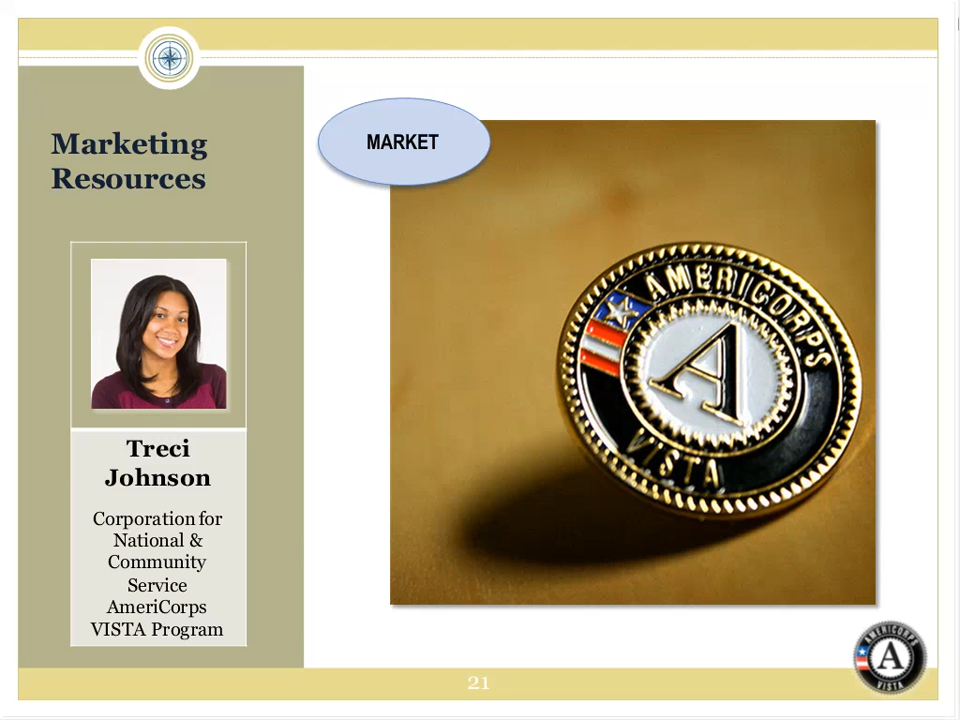 Marketing
Resources
MARKET
AMERICORPS
A
VISTA
Treci
Johnson
Corporation for
National &
Community
Service
AmeriCorps
VISTA Program
21
AMERICORPS
A
VISTA